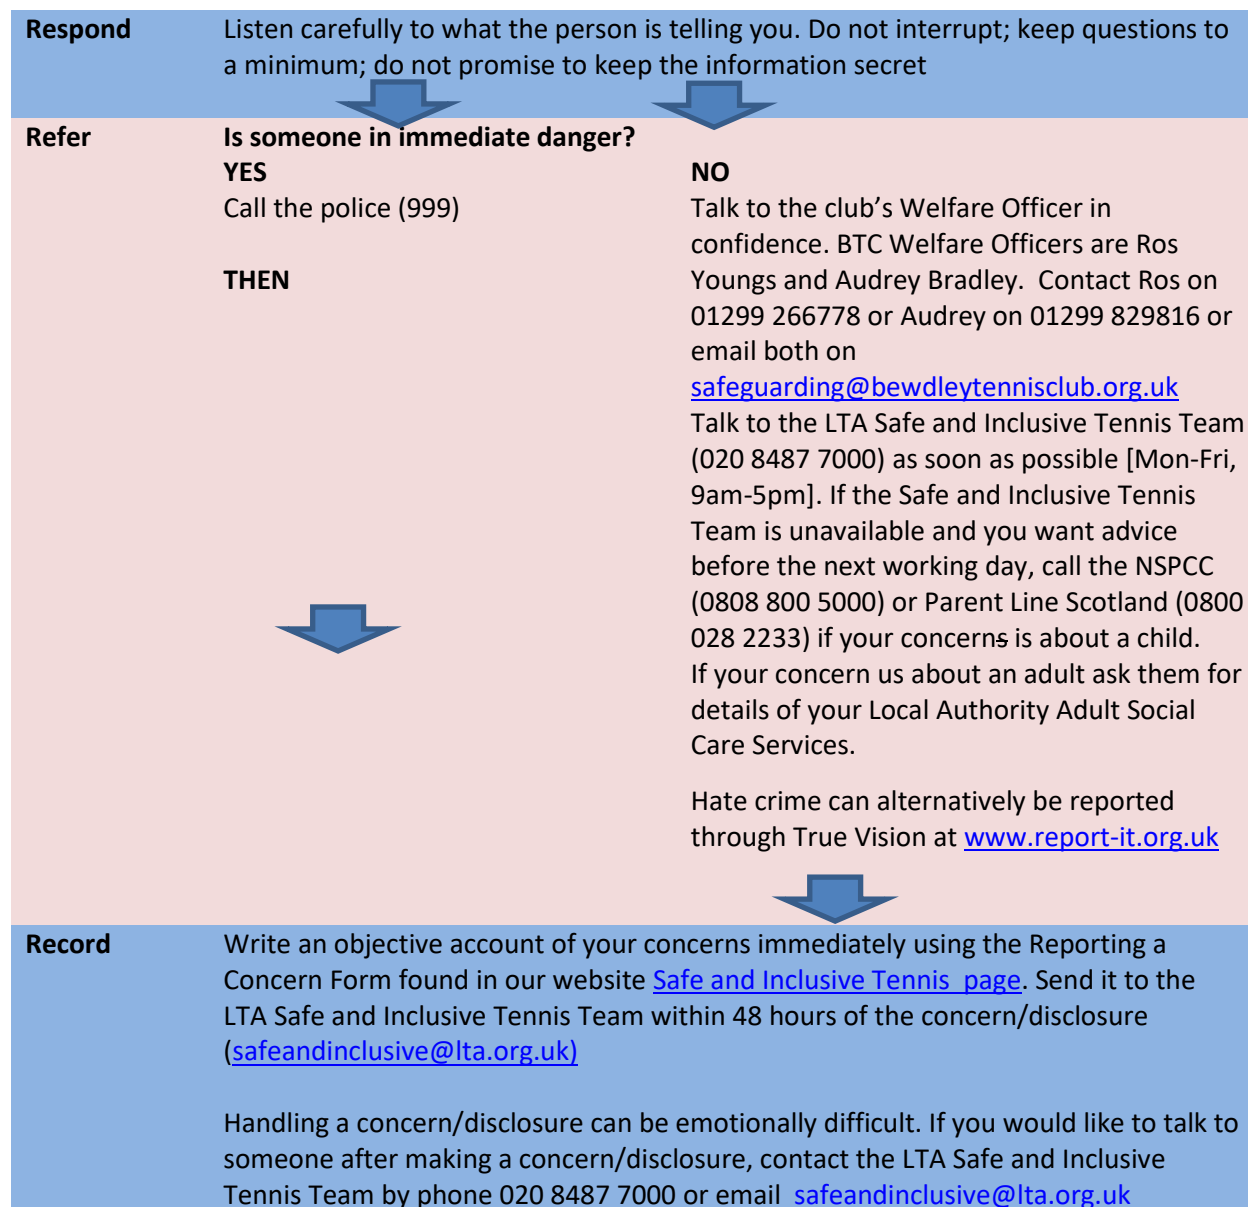 Respond
Listen carefully to what the person is telling you. Do not interrupt; keep questions to
a minimum; do not promise to keep the information secret
Refer
Is someone in immediate danger?
YES
Call the police (999)
THEN
NO
Talk to the club’s Welfare Officer in
confidence. BTC Welfare Officers are Ros
Youngs and Audrey Bradley.  Contact Ros on
01299 266778 or Audrey on 01299 829816 or
email both on
safeguarding@bewdleytennisclub.org.uk
Talk to the LTA Safe and Inclusive Tennis Team
(020 8487 7000) as soon as possible [Mon-Fri,
9am-5pm]. If the Safe and Inclusive Tennis
Team is unavailable and you want advice
before the next working day, call the NSPCC
(0808 800 5000) or Parent Line Scotland (0800
028 2233) if your concerns is about a child.
If your concern us about an adult ask them for
details of your Local Authority Adult Social
Care Services.
Hate crime can alternatively be reported
through True Vision at www.report-it.org.uk
Record
Write an objective account of your concerns immediately using the Reporting a
Concern Form found in our website Safe and Inclusive Tennis  page. Send it to the
LTA Safe and Inclusive Tennis Team within 48 hours of the concern/disclosure
(safeandinclusive@lta.org.uk)
Handling a concern/disclosure can be emotionally difficult. If you would like to talk to
someone after making a concern/disclosure, contact the LTA Safe and Inclusive
Tennis Team by phone 020 8487 7000 or email  safeandinclusive@lta.org.uk